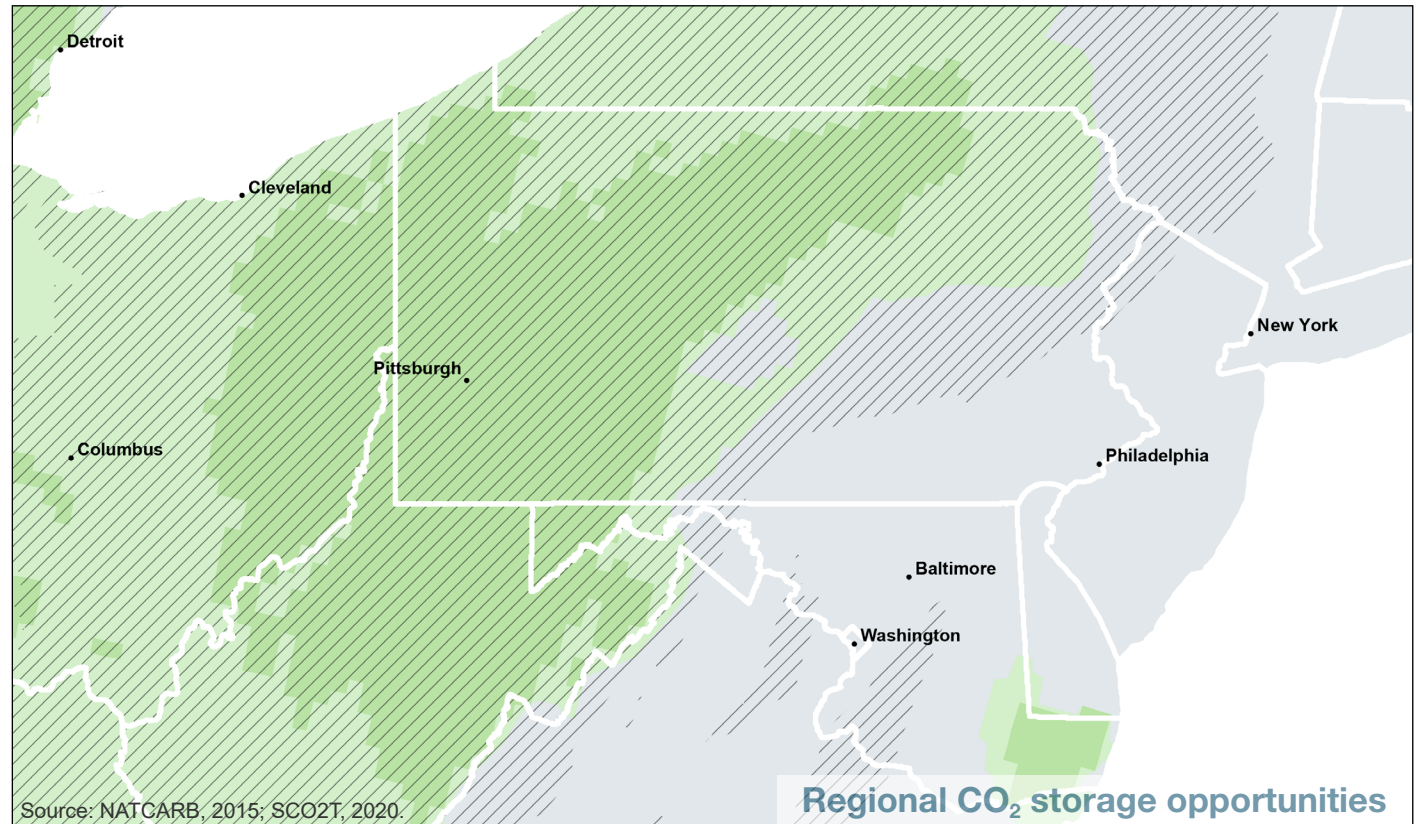 Detroit
Cleveland
New York
Pittsburgh
Columbus
Philadelphia
Baltimore
Washington
Source: NATCARB, 2015; SCO2T, 2020.
Regional CO₂ storage opportunities